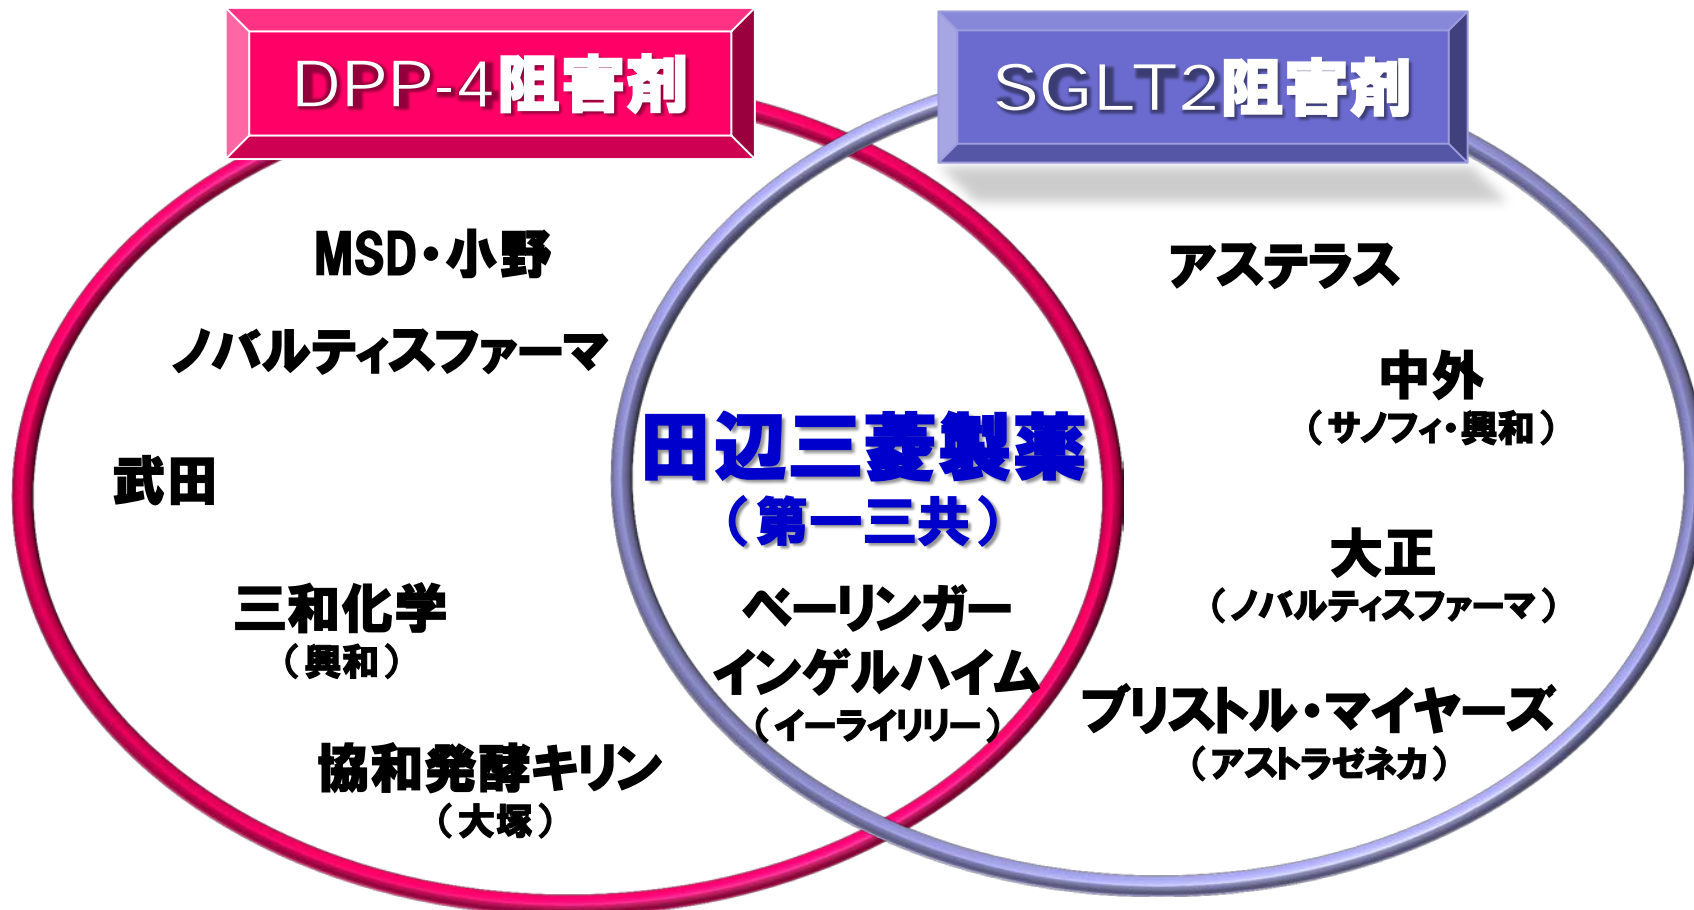 DPP-4阻害剤
SGLT2阻害剤
MSD・小野
ノバルティスファーマ
武田
三和化学
（興和）
協和発酵キリン
（大塚）
田辺三菱製薬
（第一三共）
ベーリンガー
インゲルハイム
（イーライリリー）
アステラス
中外
（サノフィ・興和）
大正
（ノバルティスファーマ）
ブリストル・マイヤーズ
（アストラゼネカ）